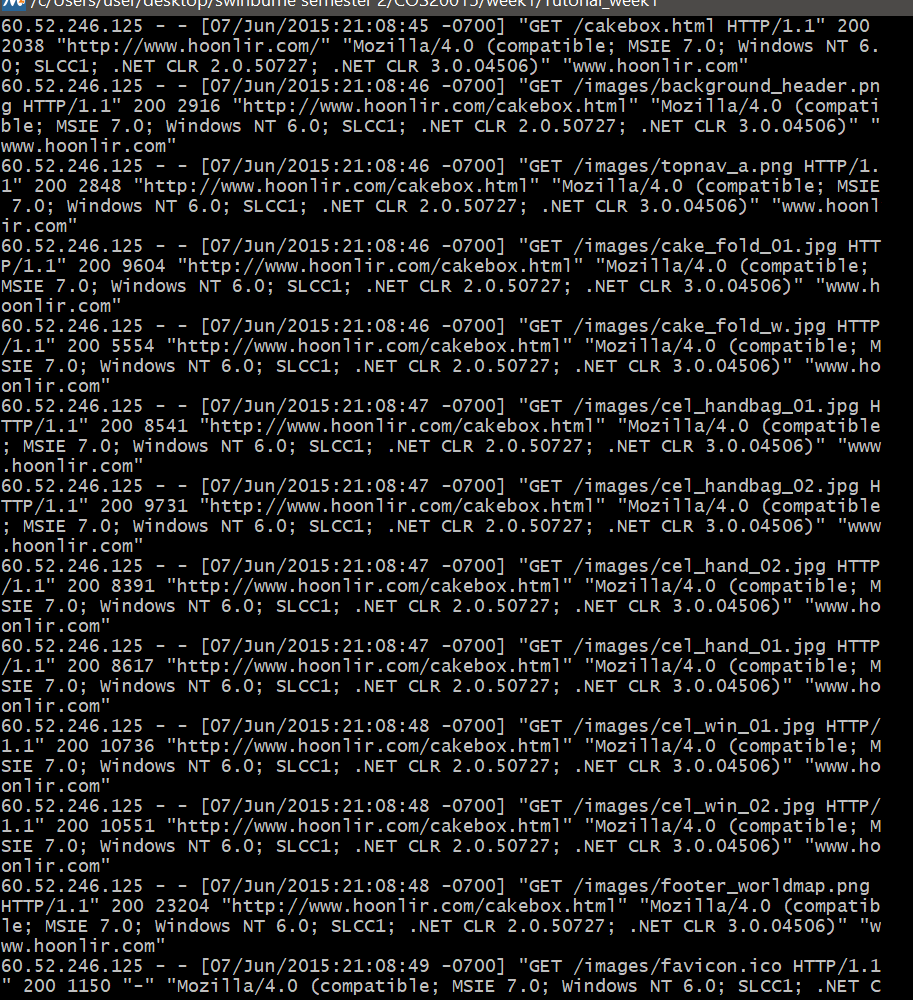 /c/Users/user/desktop/swinburne semester 2/COS20015/week1/Tutorial_week1
60.52.246.125 - - [07/Jun/2015:21:08:45 -0700] "GET /cakebox.html HTTP/1.1" 200
2038 "http://www.hoonlir.com/" "Mozilla/4.0 (compatible; MSIE 7.0; Windows NT 6.
0; SLCC1; .NET CLR 2.0.50727; .NET CLR 3.0.04506)" "www.hoonlir.com"
60.52.246.125 - - [07/Jun/2015:21:08:46 -0700] "GET /images/background_header.pn
g HTTP/1.1" 200 2916 "http://www.hoonlir.com/cakebox.html" "Mozilla/4.0 (compati
ble; MSIE 7.0; Windows NT 6.0; SLCC1; .NET CLR 2.0.50727; .NET CLR 3.0.04506)" "
www.hoonlir.com"
60.52.246.125 - - [07/Jun/2015:21:08:46 -0700] "GET /images/topnav_a.png HTTP/1.
1" 200 2848 "http://www.hoonlir.com/cakebox.html" "Mozilla/4.0 (compatible; MSIE
 7.0; Windows NT 6.0; SLCC1; .NET CLR 2.0.50727; .NET CLR 3.0.04506)" "www.hoonl
ir.com"
60.52.246.125 - - [07/Jun/2015:21:08:46 -0700] "GET /images/cake_fold_01.jpg HTT
P/1.1" 200 9604 "http://www.hoonlir.com/cakebox.html" "Mozilla/4.0 (compatible;
MSIE 7.0; Windows NT 6.0; SLCC1; .NET CLR 2.0.50727; .NET CLR 3.0.04506)" "www.h
oonlir.com"
60.52.246.125 - - [07/Jun/2015:21:08:46 -0700] "GET /images/cake_fold_w.jpg HTTP
/1.1" 200 5554 "http://www.hoonlir.com/cakebox.html" "Mozilla/4.0 (compatible; M
SIE 7.0; Windows NT 6.0; SLCC1; .NET CLR 2.0.50727; .NET CLR 3.0.04506)" "www.ho
onlir.com"
60.52.246.125 - - [07/Jun/2015:21:08:47 -0700] "GET /images/cel_handbag_01.jpg H
TTP/1.1" 200 8541 "http://www.hoonlir.com/cakebox.html" "Mozilla/4.0 (compatible
; MSIE 7.0; Windows NT 6.0; SLCC1; .NET CLR 2.0.50727; .NET CLR 3.0.04506)" "www
.hoonlir.com"
60.52.246.125 - - [07/Jun/2015:21:08:47 -0700] "GET /images/cel_handbag_02.jpg H
TTP/1.1" 200 9731 "http://www.hoonlir.com/cakebox.html" "Mozilla/4.0 (compatible
; MSIE 7.0; Windows NT 6.0; SLCC1; .NET CLR 2.0.50727; .NET CLR 3.0.04506)" "www
.hoonlir.com"
60.52.246.125 - - [07/Jun/2015:21:08:47 -0700] "GET /images/cel_hand_02.jpg HTTP
/1.1" 200 8391 "http://www.hoonlir.com/cakebox.html" "Mozilla/4.0 (compatible; M
SIE 7.0; Windows NT 6.0; SLCC1; .NET CLR 2.0.50727; .NET CLR 3.0.04506)" "www.ho
onlir.com"
60.52.246.125 - - [07/Jun/2015:21:08:47 -0700] "GET /images/cel_hand_01.jpg HTTP
/1.1" 200 8617 "http://www.hoonlir.com/cakebox.html" "Mozilla/4.0 (compatible; M
SIE 7.0; Windows NT 6.0; SLCC1; .NET CLR 2.0.50727; .NET CLR 3.0.04506)" "www.ho
onlir.com"
60.52.246.125 - - [07/Jun/2015:21:08:48 -0700] "GET /images/cel_win_01.jpg HTTP/
1.1" 200 10736 "http://www.hoonlir.com/cakebox.html" "Mozilla/4.0 (compatible; M
SIE 7.0; Windows NT 6.0; SLCC1; .NET CLR 2.0.50727; .NET CLR 3.0.04506)" "www.ho
onlir.com"
60.52.246.125 - - [07/Jun/2015:21:08:48 -0700] "GET /images/cel_win_02.jpg HTTP/
1.1" 200 10551 "http://www.hoonlir.com/cakebox.html" "Mozilla/4.0 (compatible; M
SIE 7.0; Windows NT 6.0; SLCC1; .NET CLR 2.0.50727; .NET CLR 3.0.04506)" "www.ho
onlir.com"
60.52.246.125 - - [07/Jun/2015:21:08:48 -0700] "GET /images/footer_worldmap.png
HTTP/1.1" 200 23204 "http://www.hoonlir.com/cakebox.html" "Mozilla/4.0 (compatib
le; MSIE 7.0; Windows NT 6.0; SLCC1; .NET CLR 2.0.50727; .NET CLR 3.0.04506)" "w
ww.hoonlir.com"
60.52.246.125 - - [07/Jun/2015:21:08:49 -0700] "GET /images/favicon.ico HTTP/1.1
" 200 1150 "-" "Mozilla/4.0 (compatible; MSIE 7.0; Windows NT 6.0; SLCC1; .NET C